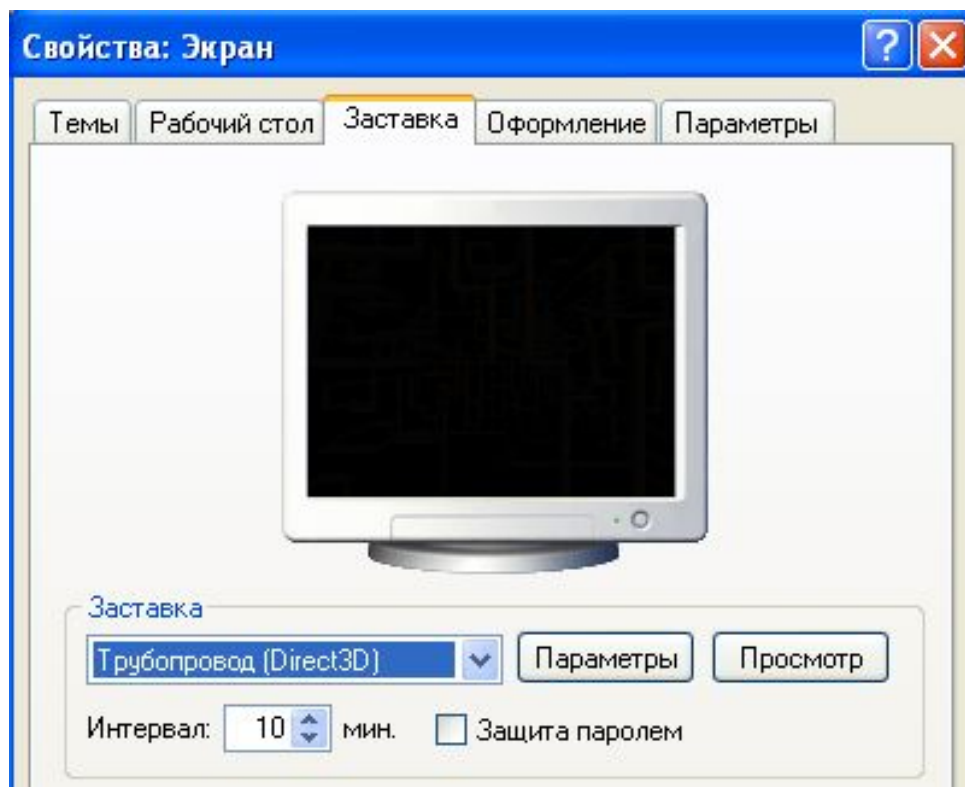 Свойства: Экран
Темы Рабочий стол Заставка Оформление Параметры
Заставка
Трубопровод (Direct3D) Параметры Просмотр
Интервал: 10 мин. Защита паролем